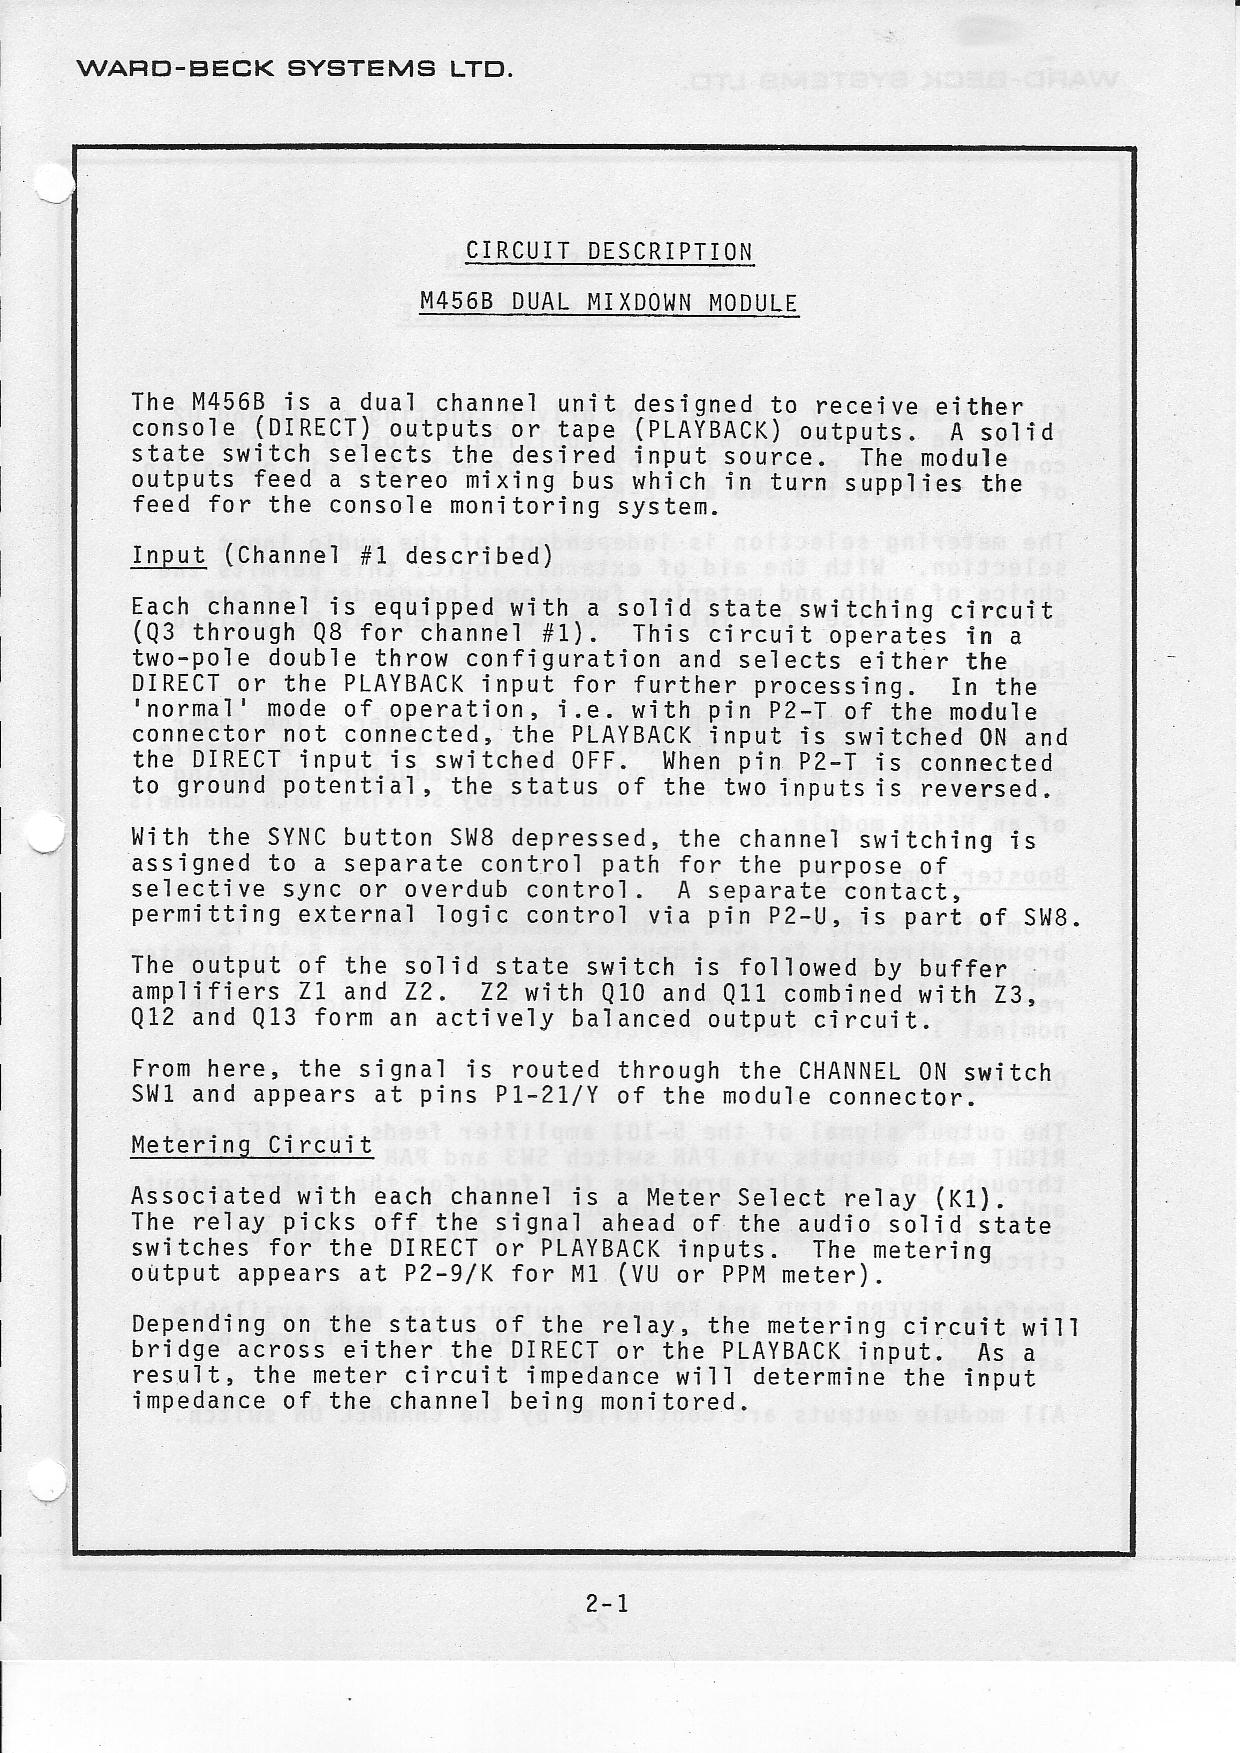 WARD-BECK SYSTEMS LTD.
CIRCUIT DESCRIPTION
M456B DUAL MIXDOWN MODULE
The M456B is a dual channel unit designed to receive either
console (DIRECT) outputs or tape (PLAYBACK) outputs. A solid
state switch selects the desired input source. The module
outputs feed a stereo mixing bus which in turn supplies the
feed for the console monitoring system.
Input (Channel #1 described)
Each channel is equipped with a solid state switching circuit
(Q3 through Q8 for channel #1). This circuit operates in a
two-pole double throw configuration and selects either the
DIRECT or the PLAYBACK input for further processing. In the
'normal' mode of operation, i.e. with pin P2-T of the module
connector not connected, the PLAYBACK input is switched ON and
the DIRECT input is switched OFF. When pin P2-T is connected
to ground potential, the status of the two inputs is reversed.
With the SYNC button SW8 depressed, the channel switching is
assigned to a separate control path for the purpose of
selective sync or overdub control. A separate contact,
permitting external logic control via pin P2-U, is part of SW8.
The output of the solid state switch is followed by buffer
amplifiers Z1 and Z2. Z2 with Q10 and Q11 combined with Z3,
Q12 and Q13 form an actively balanced output circuit.
From here, the signal is routed through the CHANNEL ON switch
SW1 and appears at pins P1-21/Y of the module connector.
Metering Circuit
Associated with each channel is a Meter Select relay (K1).
The relay picks off the signal ahead of the audio solid state
switches for the DIRECT or PLAYBACK inputs. The metering
output appears at P2-9/K for M1 (VU or PPM meter).
Depending on the status of the relay, the metering circuit will
bridge across either the DIRECT or the PLAYBACK input. As a
result, the meter circuit impedance will determine the input
impedance of the channel being monitored.
2-1